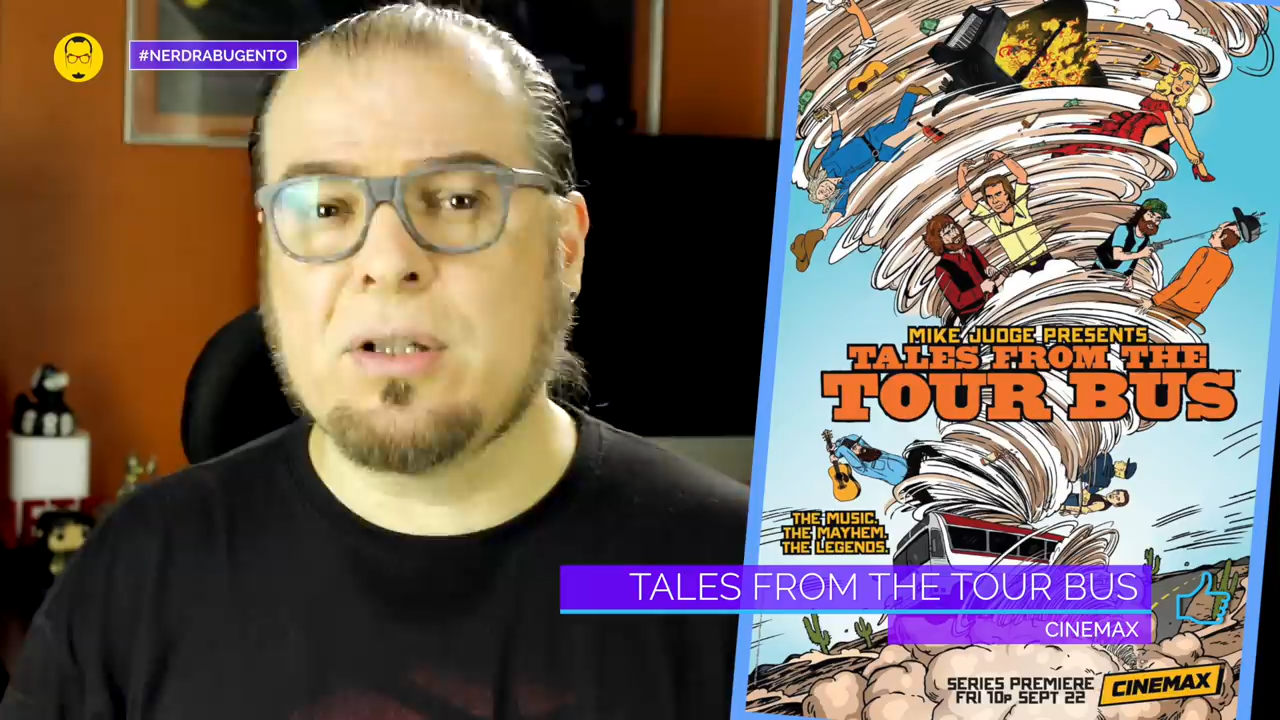 #NERDRABUGENTO
MIKE JUDGE PRESENTS
TALES FROM THE
TOUR BUS
THE MUSIC.
THE MAYHEM.
THE LEGENDS.
TALES FROM THE TOUR BUS
CINEMAX
SERIES PREMIERE
FRI 10P SEPT 22
CINEMAX